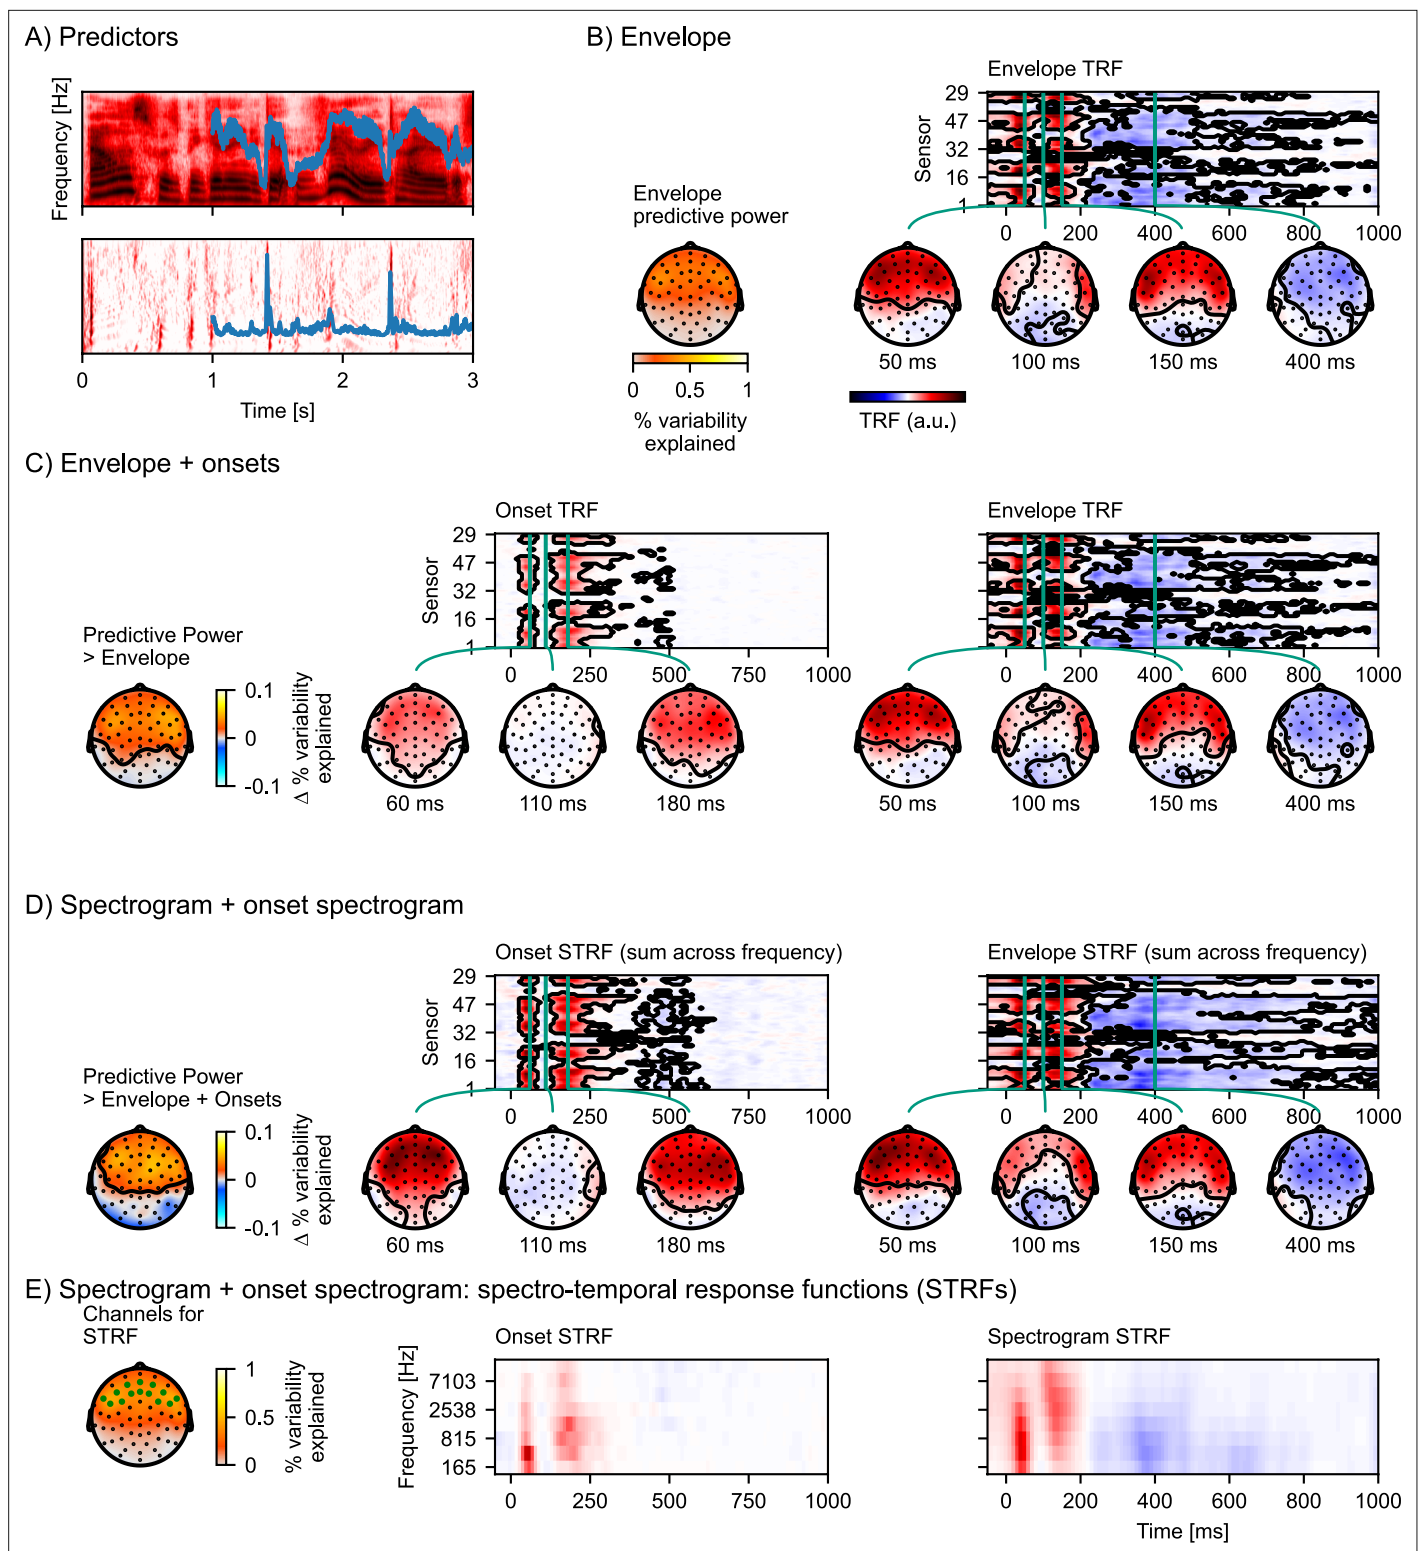 A) Predictors
Frequency [Hz]
0
1
2
3
Time [s]
B) Envelope
Envelope TRF
Sensor
29
47
32
16
1
0 200 400 600 800 1000
Envelope
predictive power
0 0.5 1
% variability
explained
50 ms
100 ms
150 ms
400 ms
TRF (a.u.)
C) Envelope + onsets
Onset TRF
Sensor
29
47
32
16
1
0 250 500 750 1000
Envelope TRF
0 200 400 600 800 1000
Predictive Power
> Envelope
0.1
0
-0.1
Δ % variability
explained
60 ms
110 ms
180 ms
50 ms
100 ms
150 ms
400 ms
D) Spectrogram + onset spectrogram
Onset STRF (sum across frequency)
Sensor
29
47
32
16
1
0 250 500 750 1000
Envelope STRF (sum across frequency)
0 200 400 600 800 1000
Predictive Power
> Envelope + Onsets
0.1
0
-0.1
Δ % variability
explained
60 ms
110 ms
180 ms
50 ms
100 ms
150 ms
400 ms
E) Spectrogram + onset spectrogram: spectro-temporal response functions (STRFs)
Channels for
STRF
1
0.5
0
% variability
explained
Onset STRF
Frequency [Hz]
7103
2538
815
165
0 250 500 750 1000
Spectrogram STRF
0 200 400 600 800 1000
Time [ms]